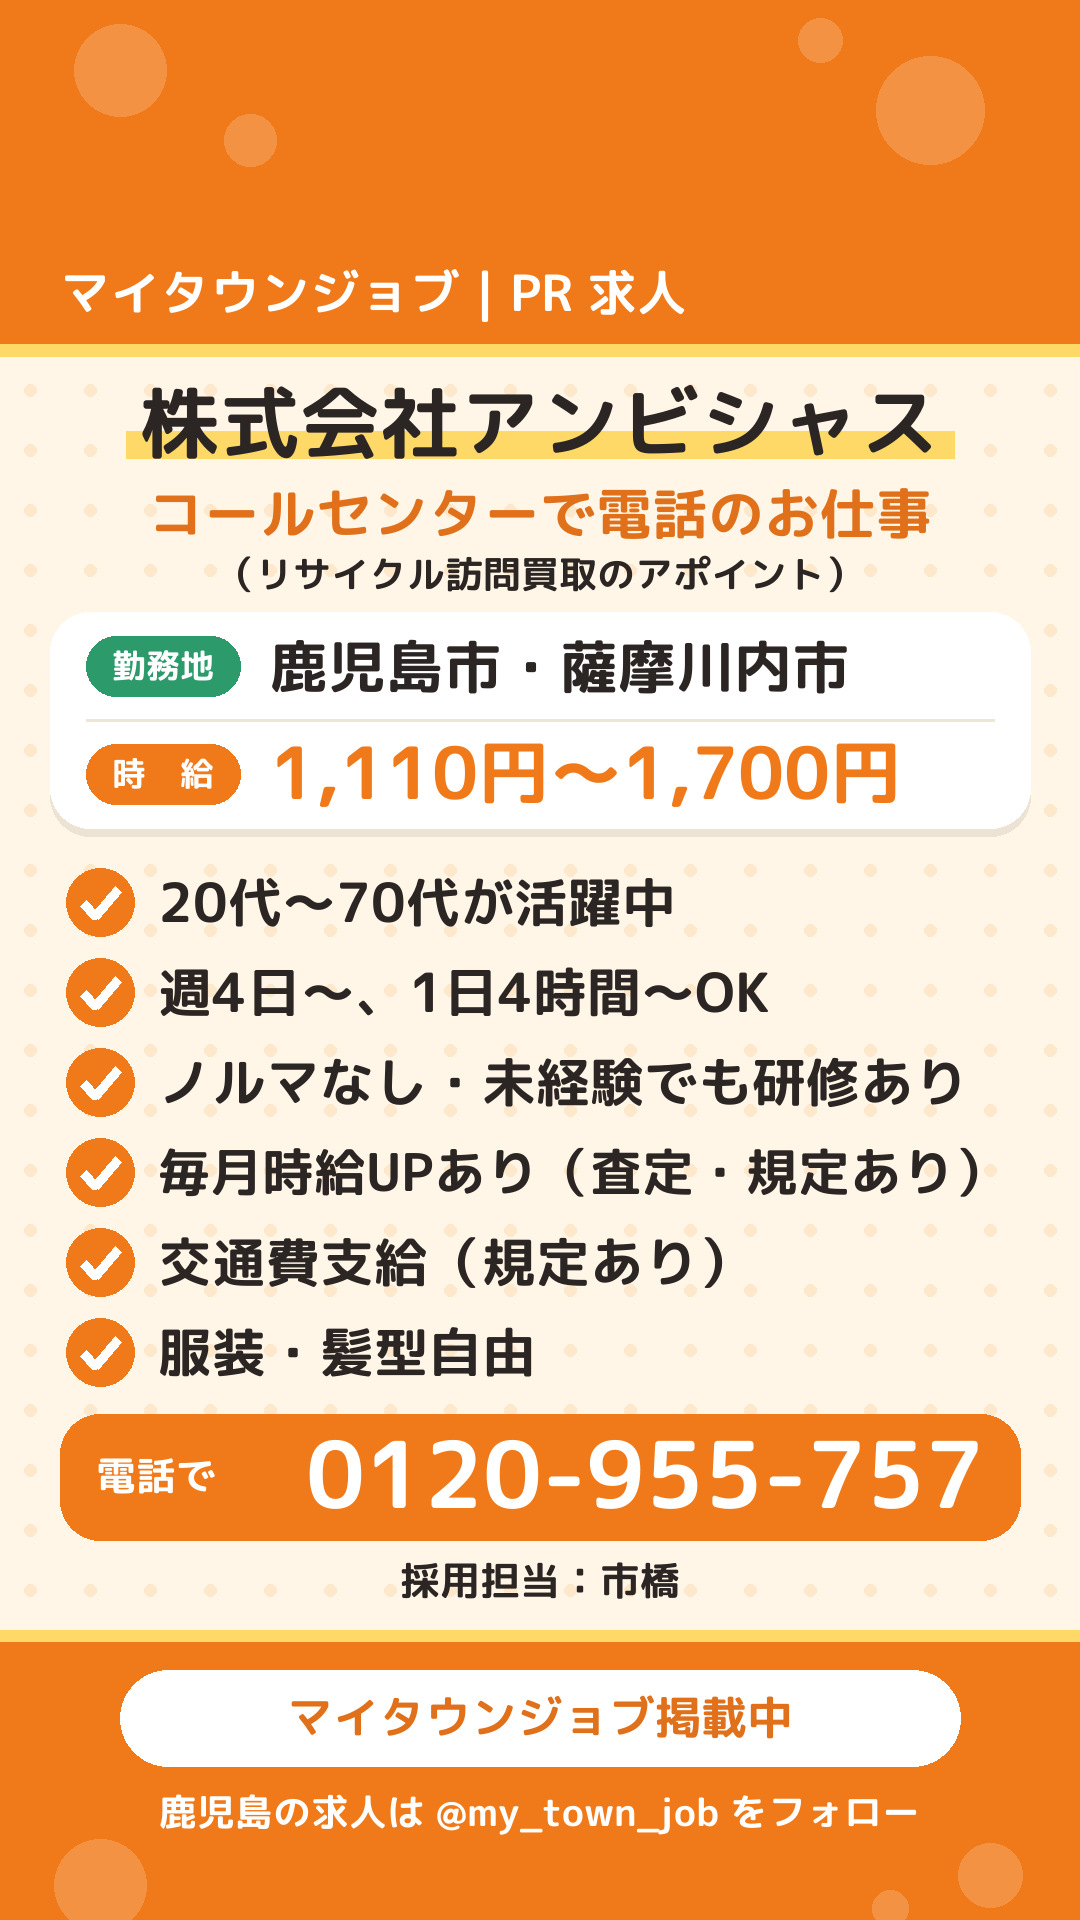 マイタウンジョブ | PR 求人
株式会社アンビシャス
コールセンターで電話のお仕事
（リサイクル訪問買取のアポイント）
勤務地 鹿児島市・薩摩川内市
時　給 1,110円～1,700円
20代～70代が活躍中
週4日～、1日4時間～OK
ノルマなし・未経験でも研修あり
毎月時給UPあり（査定・規定あり）
交通費支給（規定あり）
服装・髪型自由
電話で 0120-955-757
採用担当：市橋
マイタウンジョブ掲載中
鹿児島の求人は @my_town_job をフォロー